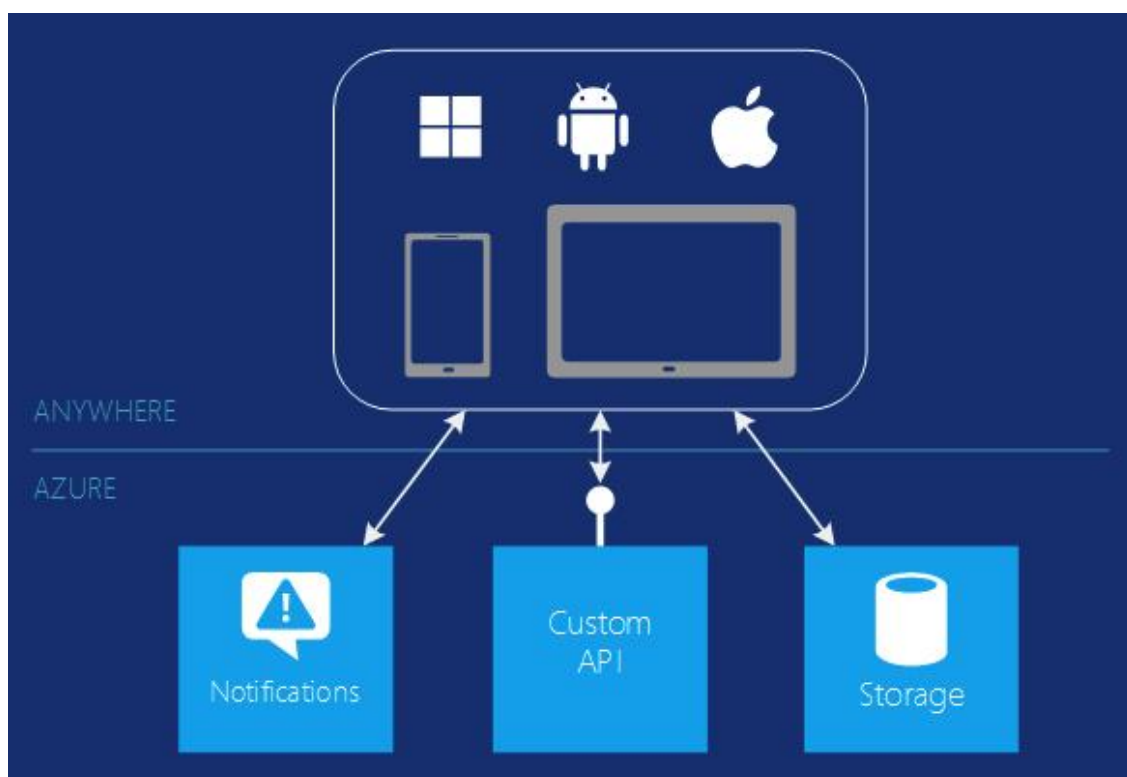 ANYWHERE
AZURE
Notifications
Custom
API
Storage